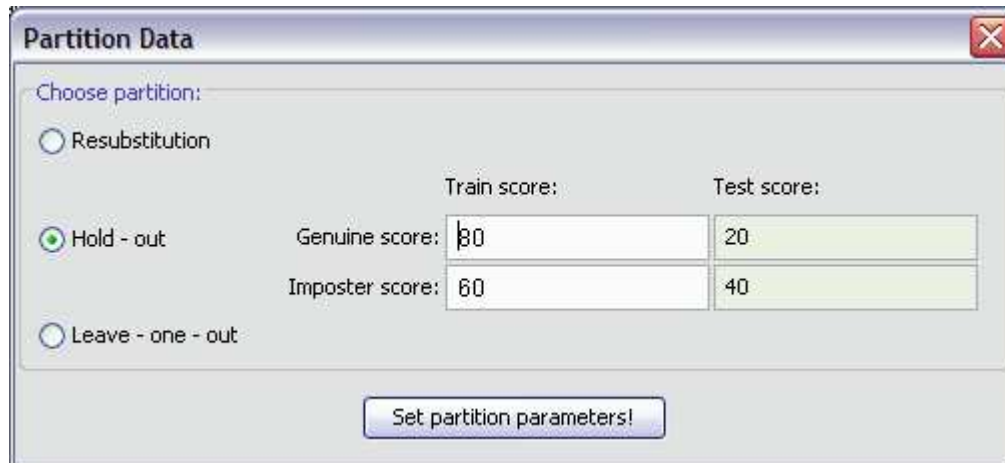 Partition Data
Choose partition:
Resubstitution
Train score: Test score:
Hold - out Genuine score: 80 20
Imposter score: 60 40
Leave - one - out
Set partition parameters!